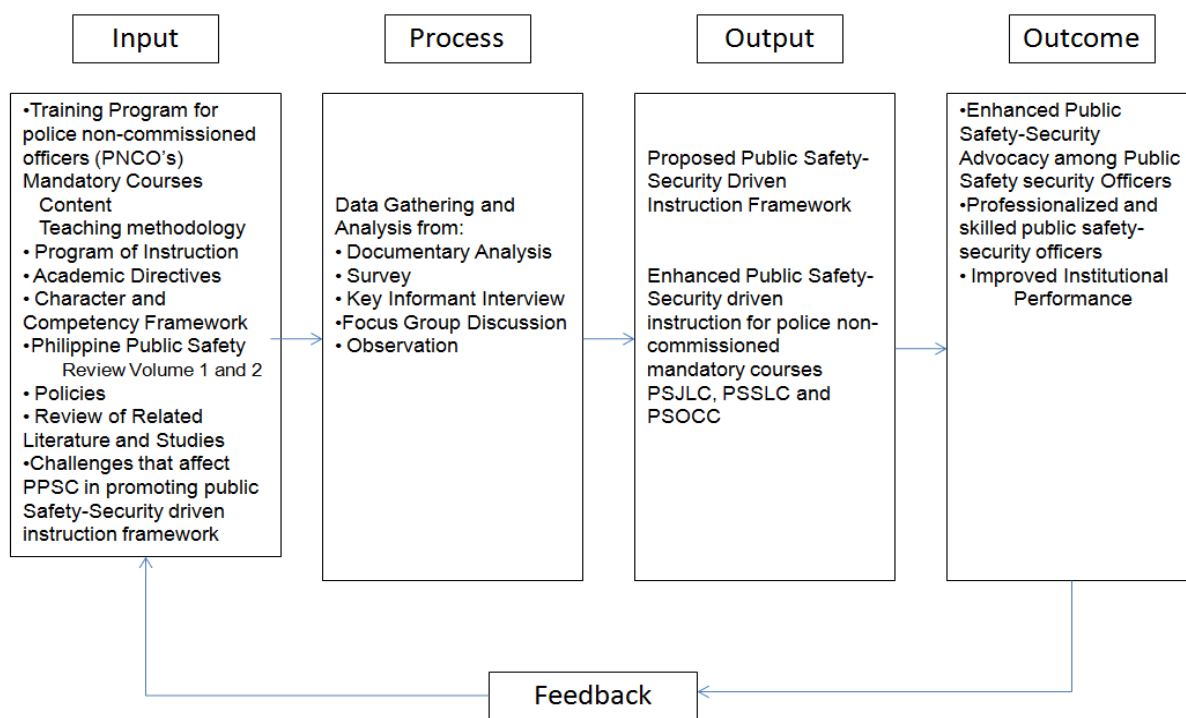 Input
•Training Program for
police non-commissioned
officers (PNCO's)
Mandatory Courses
Content
Teaching methodology
• Program of Instruction
• Academic Directives
• Character and
Competency Framework
•Philippine Public Safety
Review Volume 1 and 2
• Policies
• Review of Related
Literature and Studies
•Challenges that affect
PPSC in promoting public
Safety-Security driven
instruction framework
Process
Data Gathering and
Analysis from:
• Documentary Analysis
• Survey
• Key Informant Interview
•Focus Group Discussion
• Observation
Output
Proposed Public Safety-
Security Driven
Instruction Framework
Enhanced Public Safety-
Security driven
instruction for police non-
commissioned
mandatory courses
PSJLC, PSSLC and
PSOCC
Outcome
•Enhanced Public
Safety-Security
Advocacy among Public
Safety security Officers
•Professionalized and
skilled public safety-
security officers
• Improved Institutional
Performance
Feedback